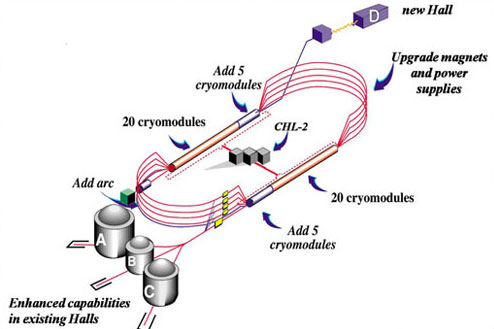 D
new Hall
Upgrade magnets
and power
supplies
Add 5
cryomodules
20 cryomodules
CHL-2
Add arc
20 cryomodules
A
B
C
Add 5
cryomodules
Enhanced capabilities
in existing Halls